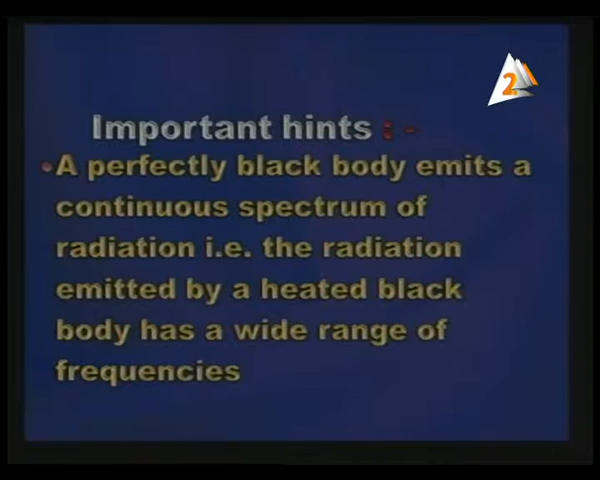 2
Important hints : -
•A perfectly black body emits a
continuous spectrum of
radiation i.e. the radiation
emitted by a heated black
body has a wide range of
frequencies